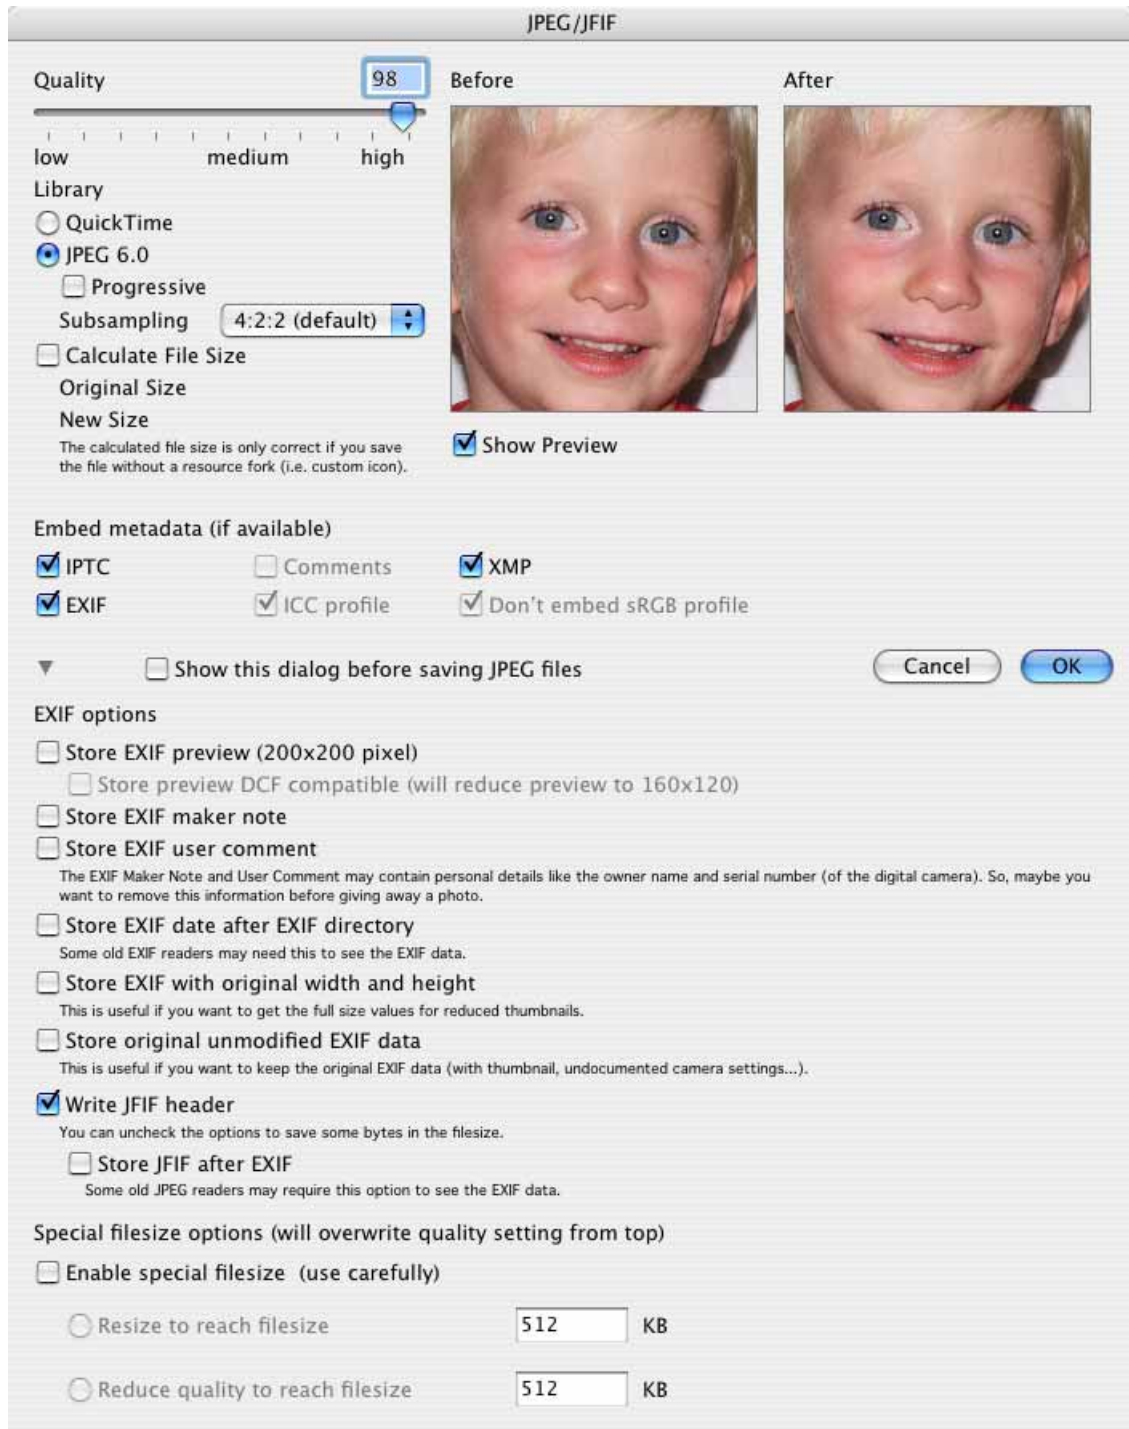 JPEG/JFIF
Quality
98
low medium high
Library
QuickTime
JPEG 6.0
Progressive
Subsampling 4:2:2 (default)
Calculate File Size
Original Size
New Size
The calculated file size is only correct if you save
the file without a resource fork (i.e. custom icon).
Before
After
Show Preview
Embed metadata (if available)
IPTC Comments XMP
EXIF ICC profile Don't embed sRGB profile
Show this dialog before saving JPEG files
Cancel OK
EXIF options
Store EXIF preview (200x200 pixel)
Store preview DCF compatible (will reduce preview to 160x120)
Store EXIF maker note
Store EXIF user comment
The EXIF Maker Note and User Comment may contain personal details like the owner name and serial number (of the digital camera). So, maybe you
want to remove this information before giving away a photo.
Store EXIF date after EXIF directory
Some old EXIF readers may need this to see the EXIF data.
Store EXIF with original width and height
This is useful if you want to get the full size values for reduced thumbnails.
Store original unmodified EXIF data
This is useful if you want to keep the original EXIF data (with thumbnail, undocumented camera settings...).
Write JFIF header
You can uncheck the options to save some bytes in the filesize.
Store JFIF after EXIF
Some old JPEG readers may require this option to see the EXIF data.
Special filesize options (will overwrite quality setting from top)
Enable special filesize (use carefully)
Resize to reach filesize 512 KB
Reduce quality to reach filesize 512 KB